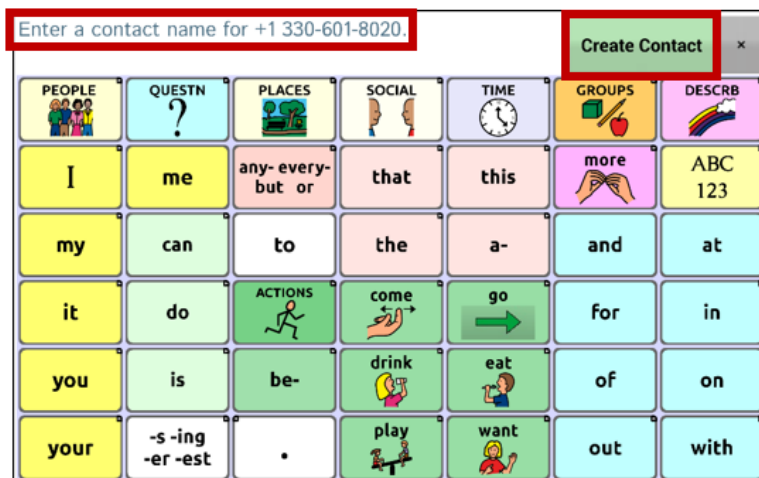 Enter a contact name for +1 330-601-8020.
Create Contact ×
PEOPLE QUESTN PLACES SOCIAL TIME GROUPS DESCRB
?
I me any- every- that this more ABC
but or 123
my can to the a- and at
it do ACTIONS come go for in
you is be- drink eat of on
your -s -ing . play want out with
-er -est